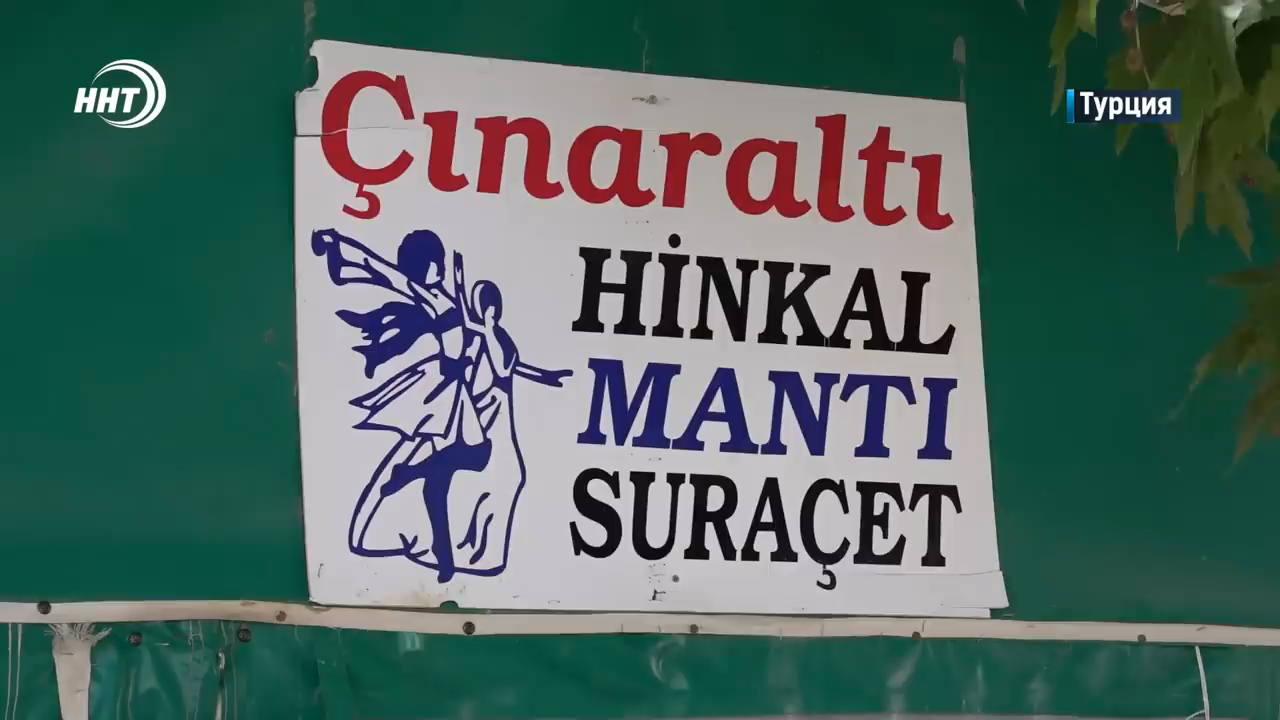 ННТ
Турция
Çınaraltı
HİNKAL
MANTI
SURAÇET